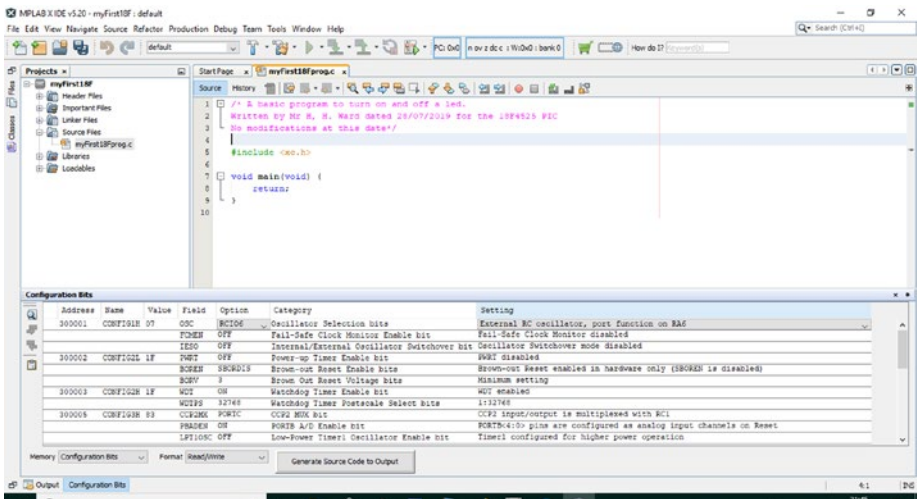 MPLAB X IDE v5.20 - myFirst18F : default
File Edit View Navigate Source Refactor Production Debug Team Tools Window Help
Search (Ctrl+I)
default
PC: 0x0
n ov z dc c : W:0x0 : bank 0
How do I? Keyword(s)
Projects
Start Page
myFirst18Fprog.c
Files
Classes
myFirst18F
Header Files
Important Files
Linker Files
Source Files
myFirst18Fprog.c
Libraries
Loadables
Source History
1 /* A basic program to turn on and off a led.
2 Written by Mr H. H. Ward dated 28/07/2019 for the 18F4525 PIC
3 No modifications at this date*/
4
5 #include <xc.h>
6
7 void main(void) {
8 return;
9 }
10
Configuration Bits
Address Name Value Field Option Category Setting
300001 CONFIG1H 07 OSC RCIO6 Oscillator Selection bits External RC oscillator, port function on RA6
FCMEN OFF Fail-Safe Clock Monitor Enable bit Fail-Safe Clock Monitor disabled
IESO OFF Internal/External Oscillator Switchover bit Oscillator Switchover mode disabled
300002 CONFIG2L 1F PWRT OFF Power-up Timer Enable bit PWRT disabled
BOREN SBORDIS Brown-out Reset Enable bits Brown-out Reset enabled in hardware only (SBOREN is disabled)
BORV 3 Brown Out Reset Voltage bits Minimum setting
300003 CONFIG2H 1F WDT ON Watchdog Timer Enable bit WDT enabled
WDTPS 32768 Watchdog Timer Postscale Select bits 1:32768
300005 CONFIG3H 83 CCP2MX PORTC CCP2 MUX bit CCP2 input/output is multiplexed with RC1
PBADEN ON PORTB A/D Enable bit PORTB<4:0> pins are configured as analog input channels on Reset
LPT1OSC OFF Low-Power Timer1 Oscillator Enable bit Timer1 configured for higher power operation
Memory Configuration Bits Format Read/Write Generate Source Code to Output
Output Configuration Bits
4:1 INS